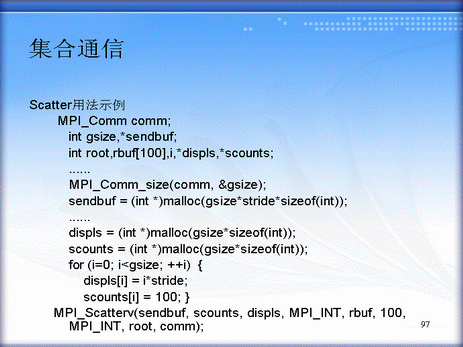 集合通信
Scatter用法示例
MPI_Comm comm;
int gsize,*sendbuf;
int root,rbuf[100],i,*displs,*scounts;
......
MPI_Comm_size(comm, &gsize);
sendbuf = (int *)malloc(gsize*stride*sizeof(int));
......
displs = (int *)malloc(gsize*sizeof(int));
scounts = (int *)malloc(gsize*sizeof(int));
for (i=0; i<gsize; ++i) {
displs[i] = i*stride;
scounts[i] = 100; }
MPI_Scatterv(sendbuf, scounts, displs, MPI_INT, rbuf, 100,
MPI_INT, root, comm);
97